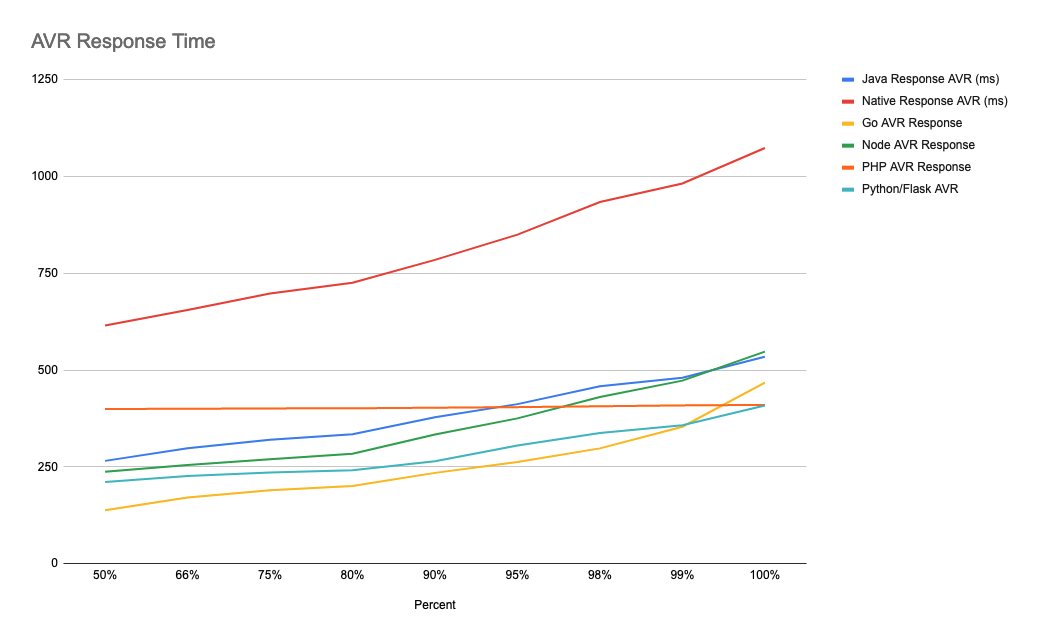 AVR Response Time
1250
1000
750
500
250
0
50% 66% 75% 80% 90% 95% 98% 99% 100%
Percent
Java Response AVR (ms)
Native Response AVR (ms)
Go AVR Response
Node AVR Response
PHP AVR Response
Python/Flask AVR